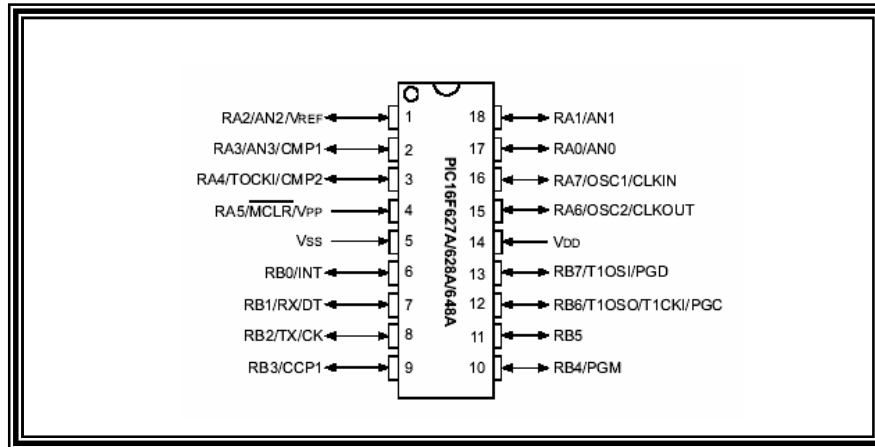 RA2/AN2/VREF 1 18 RA1/AN1
RA3/AN3/CMP1 2 17 RA0/AN0
RA4/TOCKI/CMP2 3 16 RA7/OSC1/CLKIN
RA5/MCLR/VPP 4 15 RA6/OSC2/CLKOUT
VSS 5 14 VDD
RB0/INT 6 13 RB7/T1OSI/PGD
RB1/RX/DT 7 12 RB6/T1OSO/T1CKI/PGC
RB2/TX/CK 8 11 RB5
RB3/CCP1 9 10 RB4/PGM
PIC16F627A/628A/648A